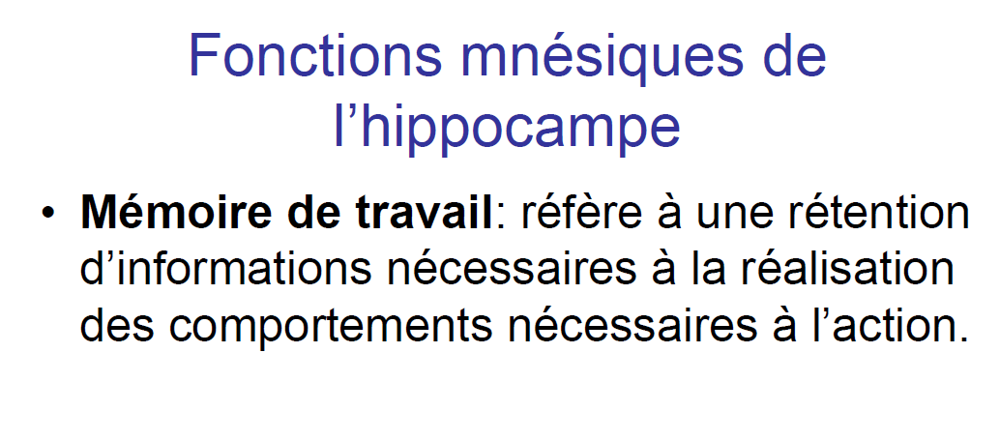 Fonctions mnésiques de
l’hippocampe
• Mémoire de travail: réfère à une rétention
d’informations nécessaires à la réalisation
des comportements nécessaires à l’action.